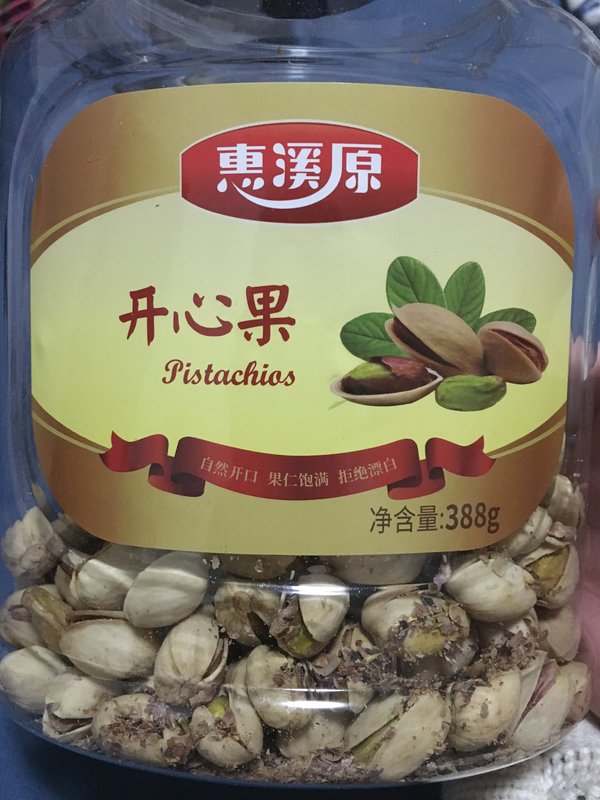 惠溪原
开心果
Pistachios
自然开口 果仁饱满 拒绝漂白
净含量:388g